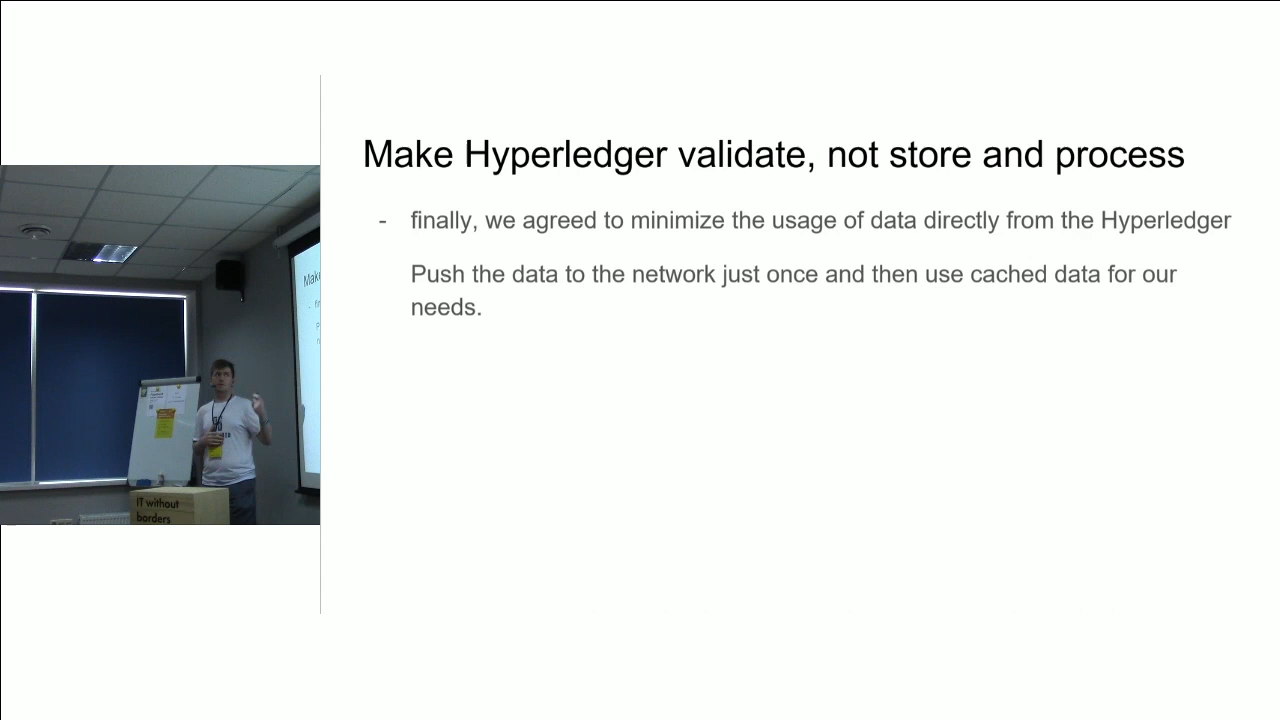 Make Hyperledger validate, not store and process
- finally, we agreed to minimize the usage of data directly from the Hyperledger
Push the data to the network just once and then use cached data for our
needs.
Make
IT without
borders